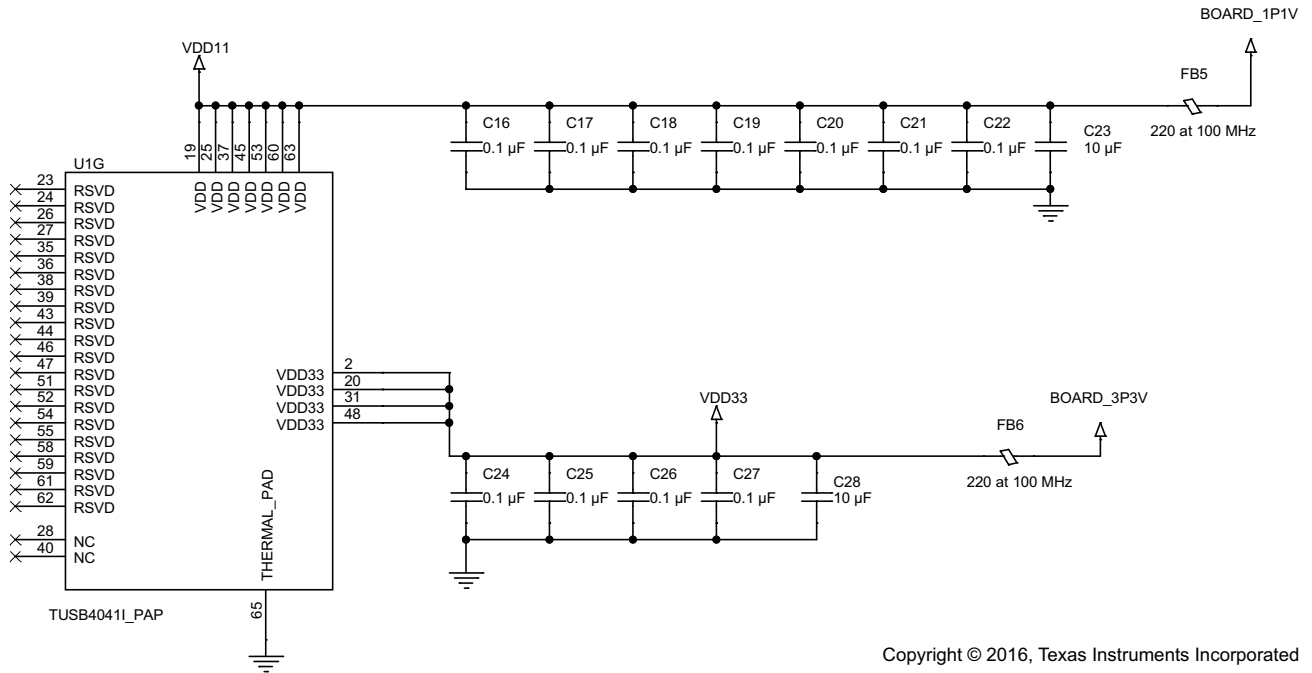 BOARD_1P1V
VDD11
FB5
220 at 100 MHz
C16
0.1 µF
C17
0.1 µF
C18
0.1 µF
C19
0.1 µF
C20
0.1 µF
C21
0.1 µF
C22
0.1 µF
C23
10 µF
19
25
37
45
53
60
63
U1G
VDD
VDD
VDD
VDD
VDD
VDD
VDD
23 RSVD
24 RSVD
26 RSVD
27 RSVD
35 RSVD
36 RSVD
38 RSVD
39 RSVD
43 RSVD
44 RSVD
46 RSVD
47 RSVD
51 RSVD
52 RSVD
54 RSVD
55 RSVD
58 RSVD
59 RSVD
61 RSVD
62 RSVD
28 NC
40 NC
VDD33 2
VDD33 20
VDD33 31
VDD33 48
THERMAL_PAD
65
TUSB4041I_PAP
VDD33
BOARD_3P3V
FB6
220 at 100 MHz
C24
0.1 µF
C25
0.1 µF
C26
0.1 µF
C27
0.1 µF
C28
10 µF
Copyright © 2016, Texas Instruments Incorporated